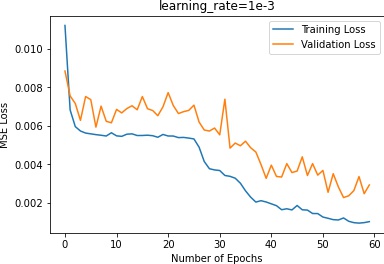 learning_rate=1e-3
Training Loss
Validation Loss
MSE Loss
0.010
0.008
0.006
0.004
0.002
0 10 20 30 40 50 60
Number of Epochs